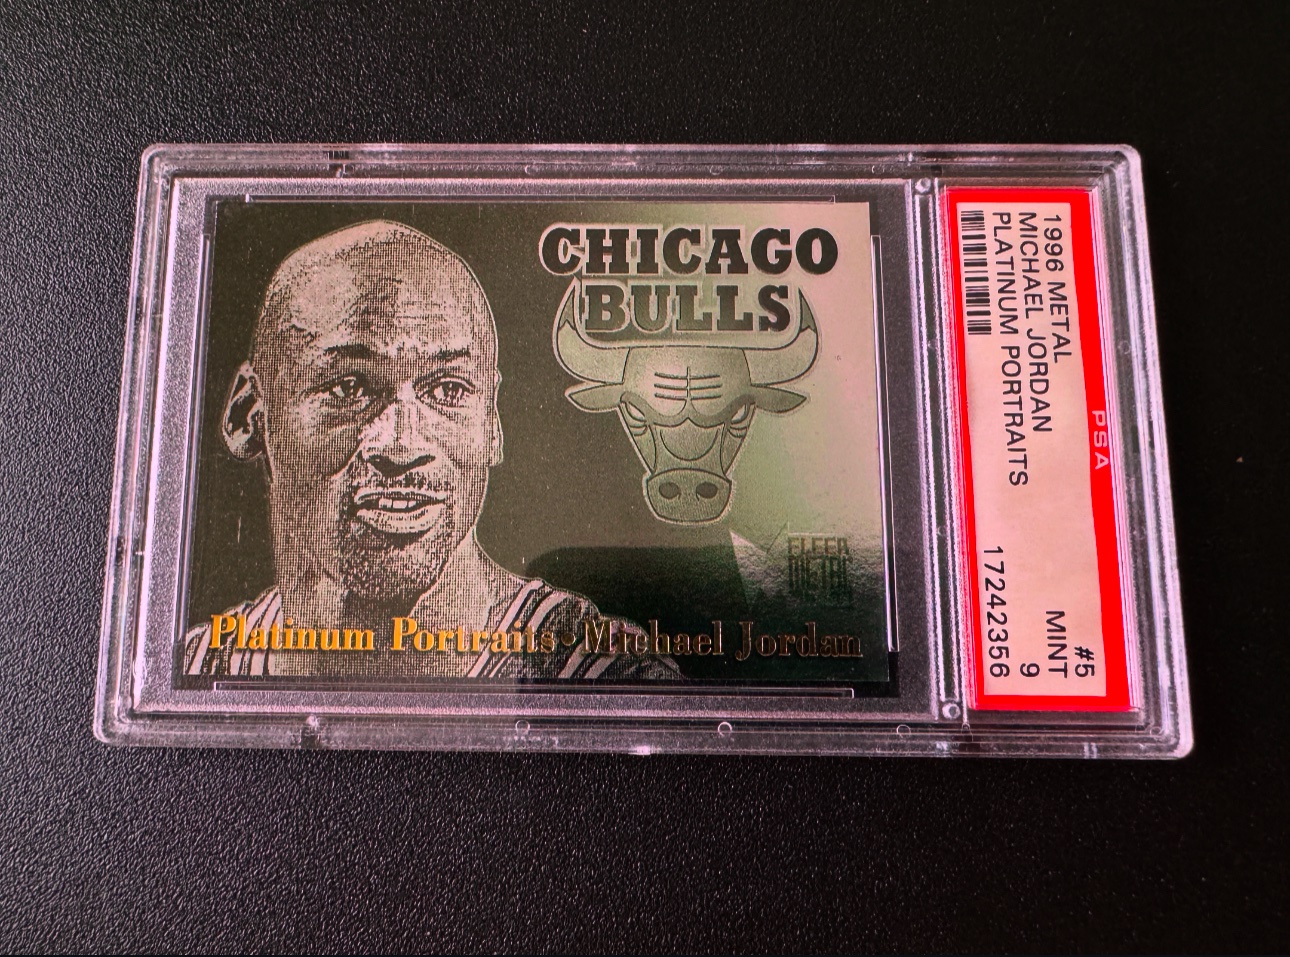 CHICAGO
BULLS
FLEER
METAL
Platinum Portraits • Michael Jordan
1996 METAL #5
MICHAEL JORDAN MINT
PLATINUM PORTRAITS 9
17242356
PSA